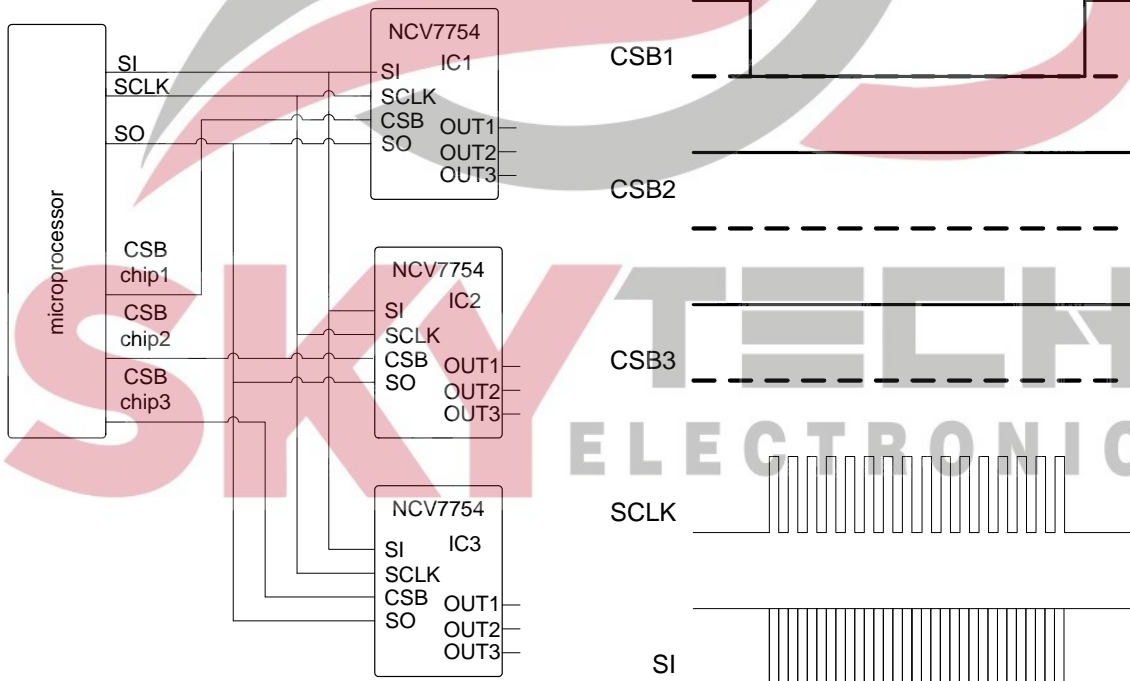 microprocessor
SI
SCLK
SO
CSB
chip1
CSB
chip2
CSB
chip3
NCV7754
IC1
SI
SCLK
CSB
SO
OUT1
OUT2
OUT3
NCV7754
IC2
SI
SCLK
CSB
SO
OUT1
OUT2
OUT3
NCV7754
IC3
SI
SCLK
CSB
SO
OUT1
OUT2
OUT3
CSB1
CSB2
CSB3
SCLK
SI
SKYTECH
ELECTRONIC